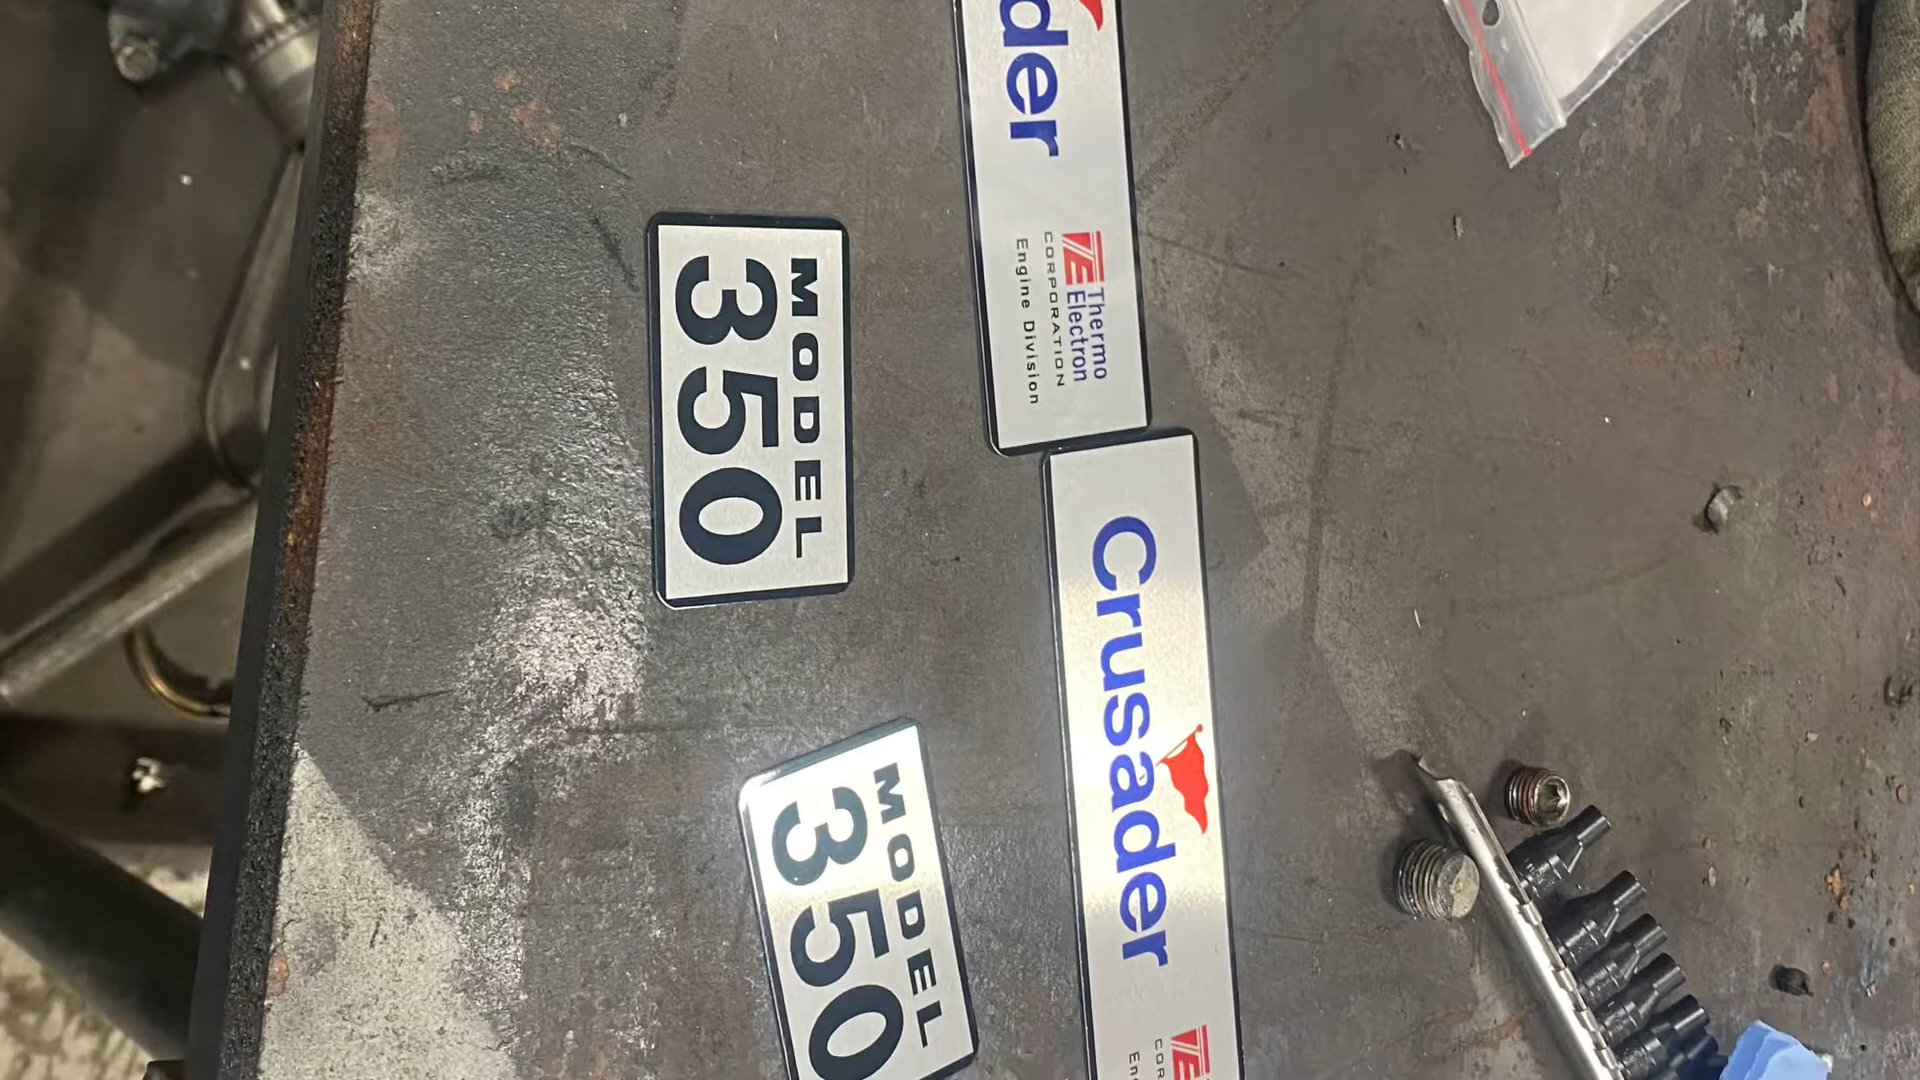 der
Thermo
Electron
CORPORATION
Engine Division
MODEL
350
Crusader
MODEL
350